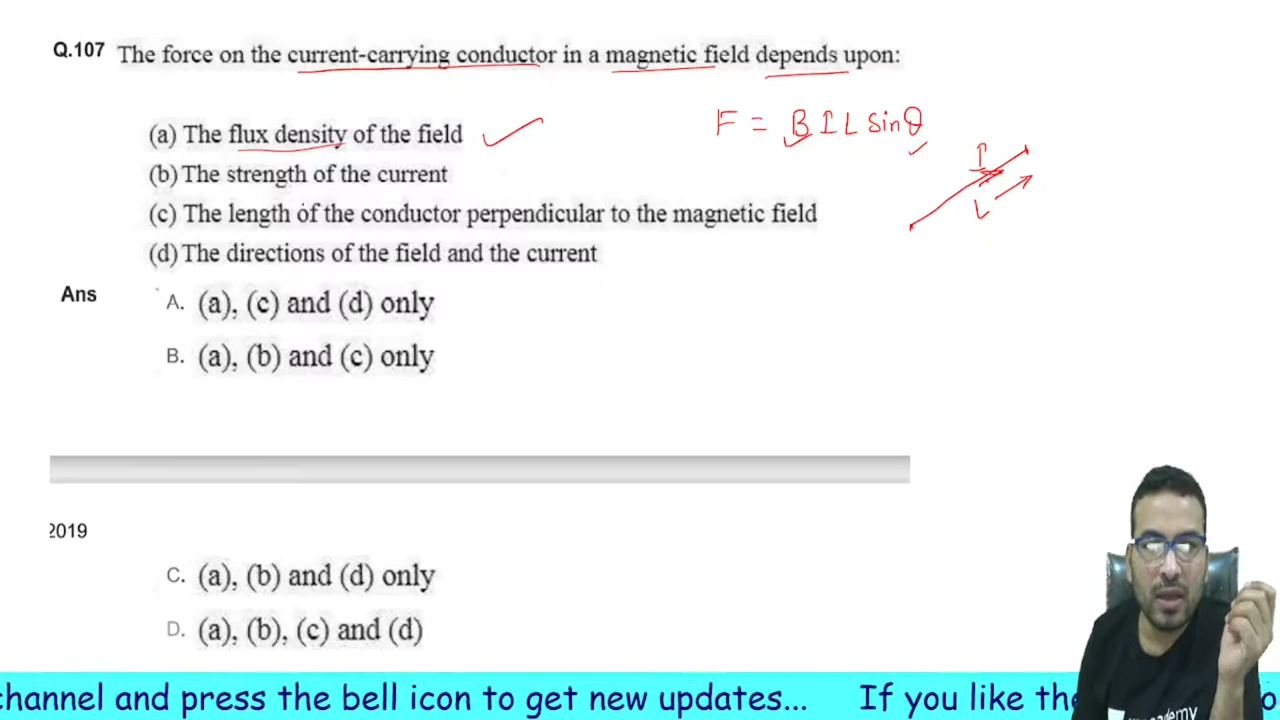 Q.107 The force on the current-carrying conductor in a magnetic field depends upon:
F = B I L sinθ
(a) The flux density of the field
(b) The strength of the current
I
L
(c) The length of the conductor perpendicular to the magnetic field
(d) The directions of the field and the current
Ans
A. (a), (c) and (d) only
B. (a), (b) and (c) only
2019
C. (a), (b) and (d) only
D. (a), (b), (c) and (d)
channel and press the bell icon to get new updates... If you like the